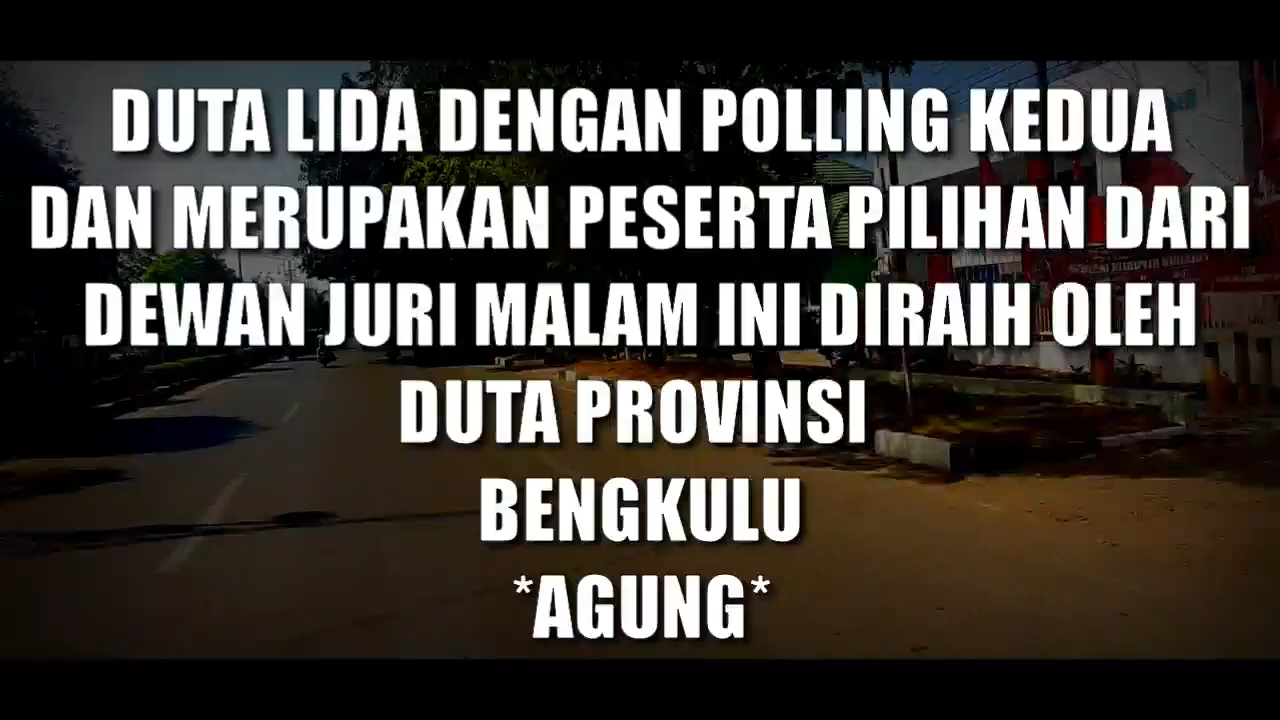 DUTA LIDA DENGAN POLLING KEDUA
DAN MERUPAKAN PESERTA PILIHAN DARI
DEWAN JURI MALAM INI DIRAIH OLEH
DUTA PROVINSI
BENGKULU
*AGUNG*